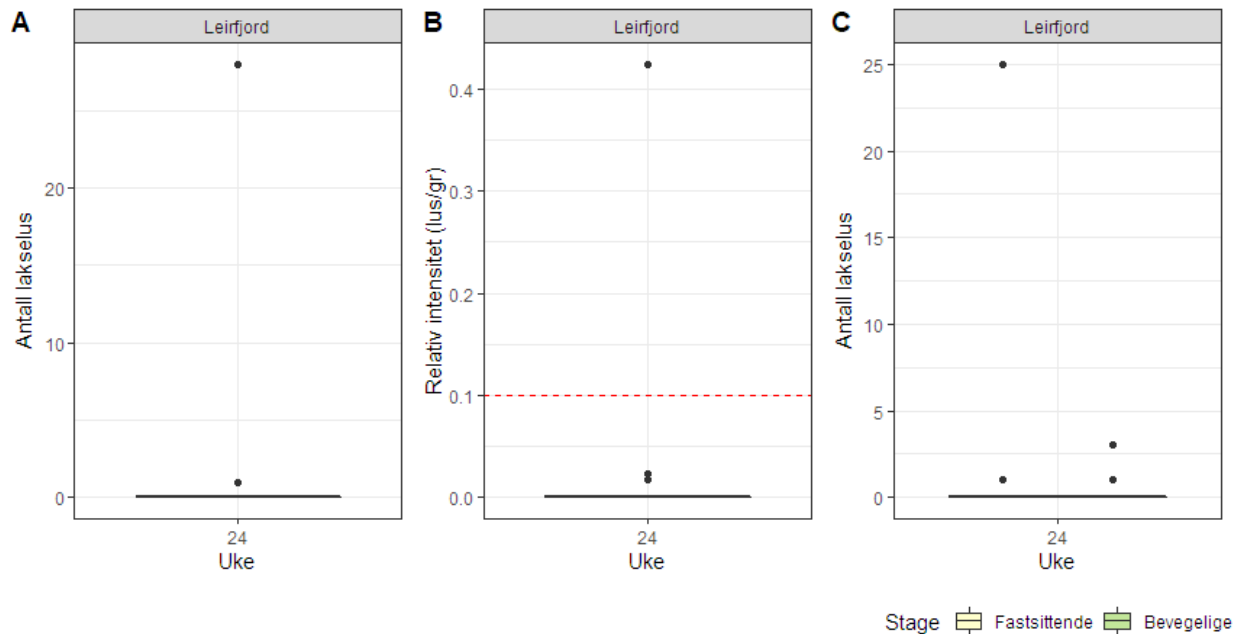 A
Leirfjord
Antall lakselus
20
10
0
24
Uke
B
Leirfjord
Relativ intensitet (lus/gr)
0.4
0.3
0.2
0.1
0.0
24
Uke
C
Leirfjord
Antall lakselus
25
20
15
10
5
0
24
Uke
Stage Fastsittende Bevegelige